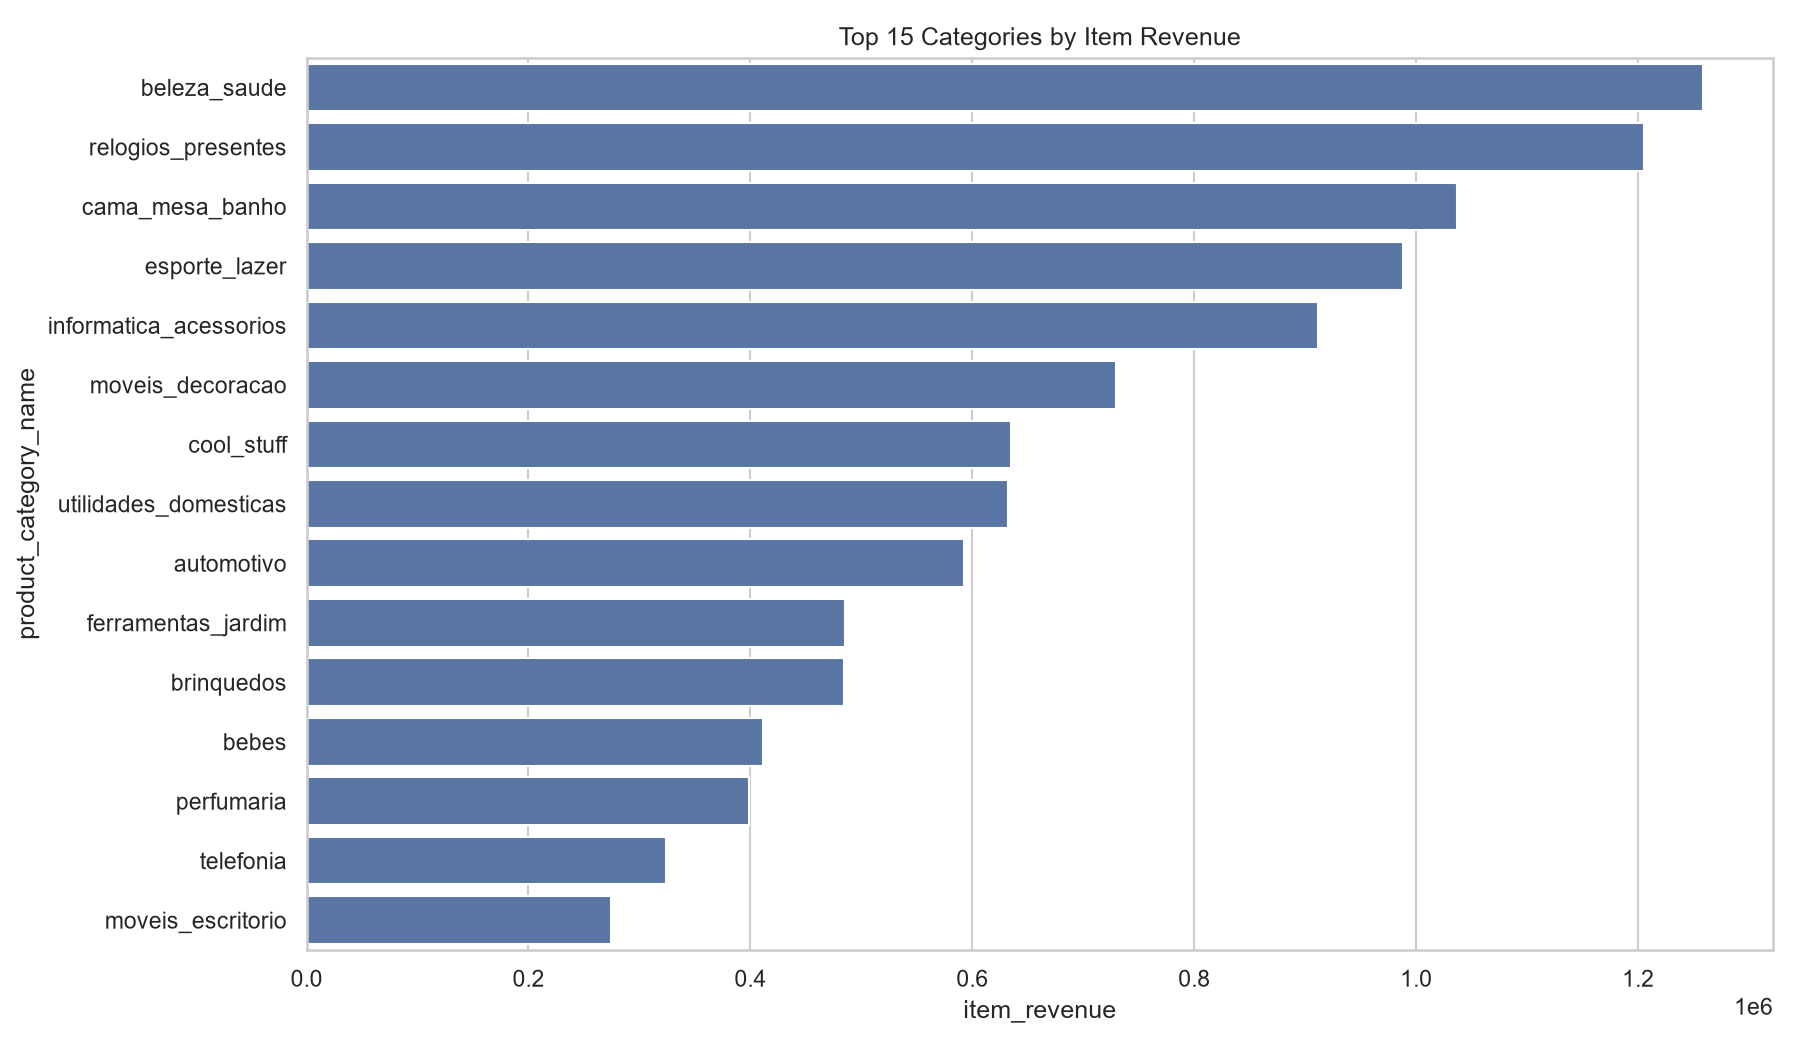 Top 15 Categories by Item Revenue
product_category_name
beleza_saude
relogios_presentes
cama_mesa_banho
esporte_lazer
informatica_acessorios
moveis_decoracao
cool_stuff
utilidades_domesticas
automotivo
ferramentas_jardim
brinquedos
bebes
perfumaria
telefonia
moveis_escritorio
0.0 0.2 0.4 0.6 0.8 1.0 1.2
1e6
item_revenue